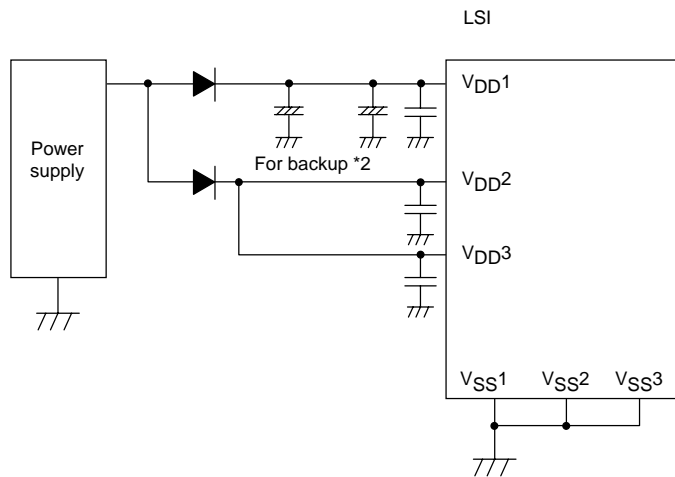 LSI
VDD1
Power
supply
For backup *2
VDD2
VDD3
VSS1 VSS2 VSS3